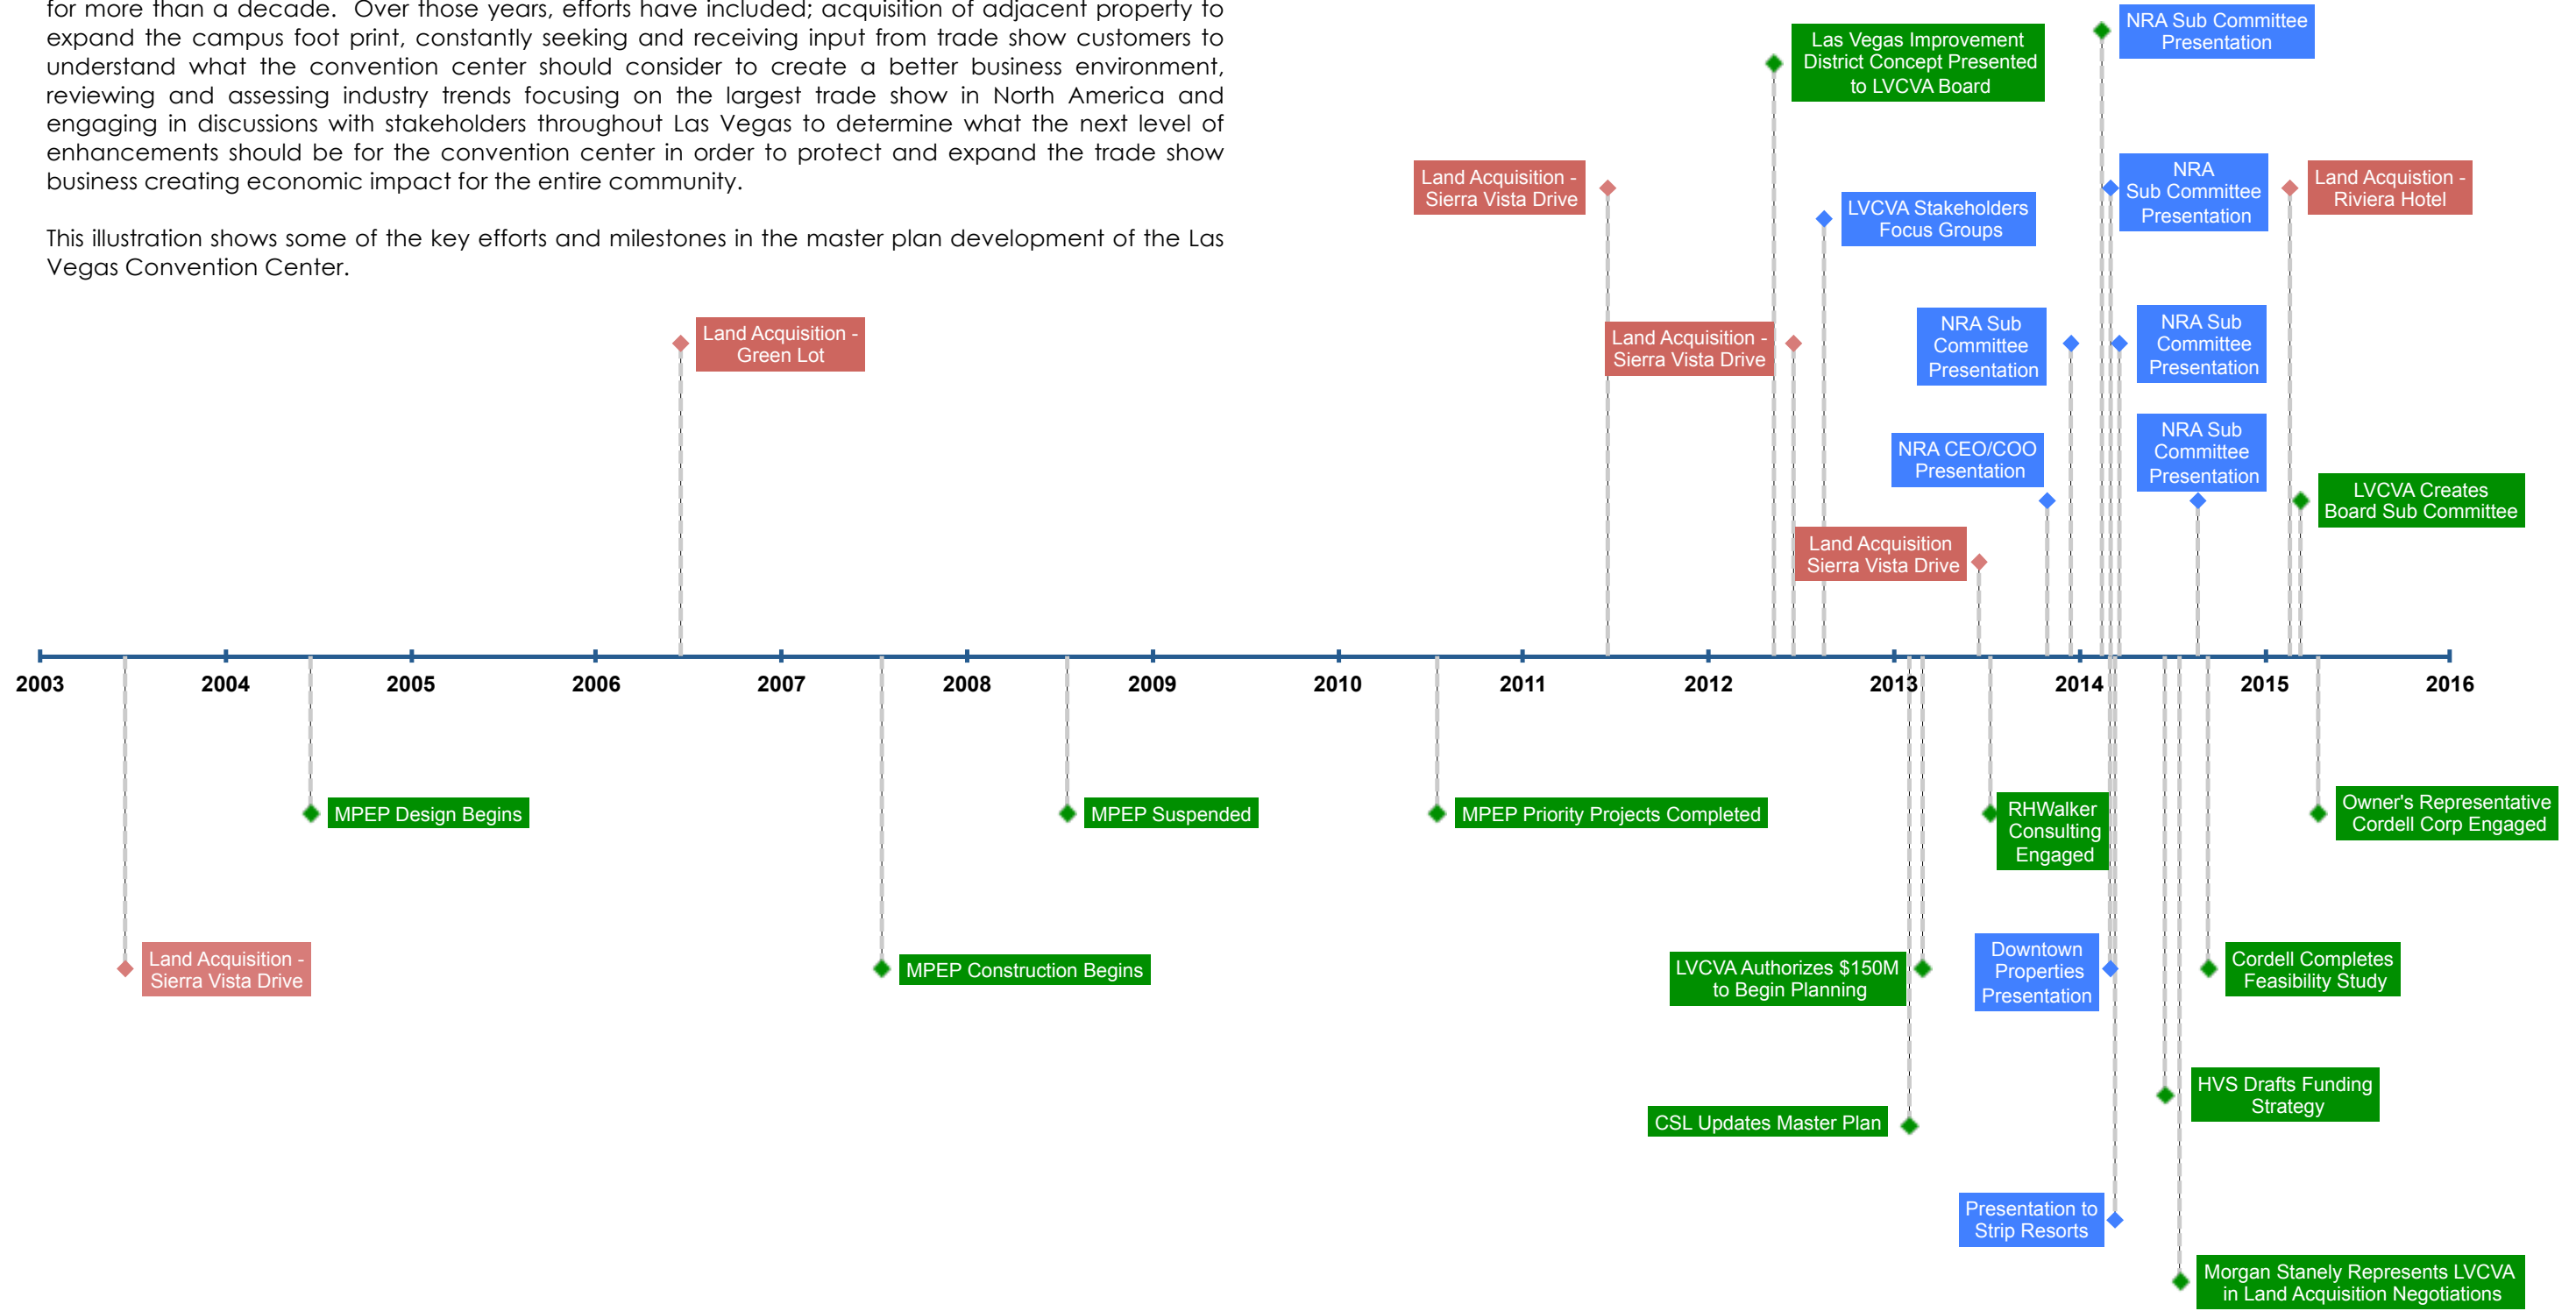 for more than a decade. Over those years, efforts have included; acquisition of adjacent property to
expand the campus foot print, constantly seeking and receiving input from trade show customers to
understand what the convention center should consider to create a better business environment,
reviewing and assessing industry trends focusing on the largest trade show in North America and
engaging in discussions with stakeholders throughout Las Vegas to determine what the next level of
enhancements should be for the convention center in order to protect and expand the trade show
business creating economic impact for the entire community.
This illustration shows some of the key efforts and milestones in the master plan development of the Las
Vegas Convention Center.
NRA Sub Committee
Presentation
Las Vegas Improvement
District Concept Presented
to LVCVA Board
Land Acquisition -
Sierra Vista Drive
LVCVA Stakeholders
Focus Groups
NRA
Sub Committee
Presentation
Land Acquistion -
Riviera Hotel
Land Acquisition -
Green Lot
Land Acquisition -
Sierra Vista Drive
NRA Sub
Committee
Presentation
NRA Sub
Committee
Presentation
NRA CEO/COO
Presentation
NRA Sub
Committee
Presentation
LVCVA Creates
Board Sub Committee
Land Acquisition
Sierra Vista Drive
2003
2004
2005
2006
2007
2008
2009
2010
2011
2012
2013
2014
2015
2016
MPEP Design Begins
MPEP Suspended
MPEP Priority Projects Completed
RHWalker
Consulting
Engaged
Owner's Representative
Cordell Corp Engaged
Land Acquisition -
Sierra Vista Drive
MPEP Construction Begins
LVCVA Authorizes $150M
to Begin Planning
Downtown
Properties
Presentation
Cordell Completes
Feasibility Study
CSL Updates Master Plan
HVS Drafts Funding
Strategy
Presentation to
Strip Resorts
Morgan Stanely Represents LVCVA
in Land Acquisition Negotiations